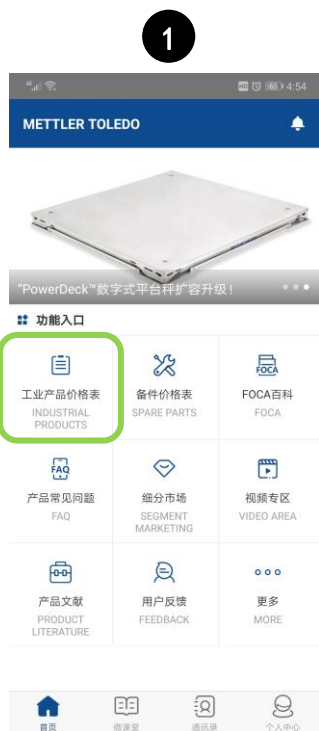 1
4:54
METTLER TOLEDO
"PowerDeck"™数字式平台秤扩容升级！
功能入口
工业产品价格表
INDUSTRIAL
PRODUCTS
备件价格表
SPARE PARTS
FOCA
FOCA百科
FOCA
FAQ
产品常见问题
FAQ
细分市场
SEGMENT
MARKETING
视频专区
VIDEO AREA
产品文献
PRODUCT
LITERATURE
用户反馈
FEEDBACK
更多
MORE
首页
微课堂
通讯录
个人中心